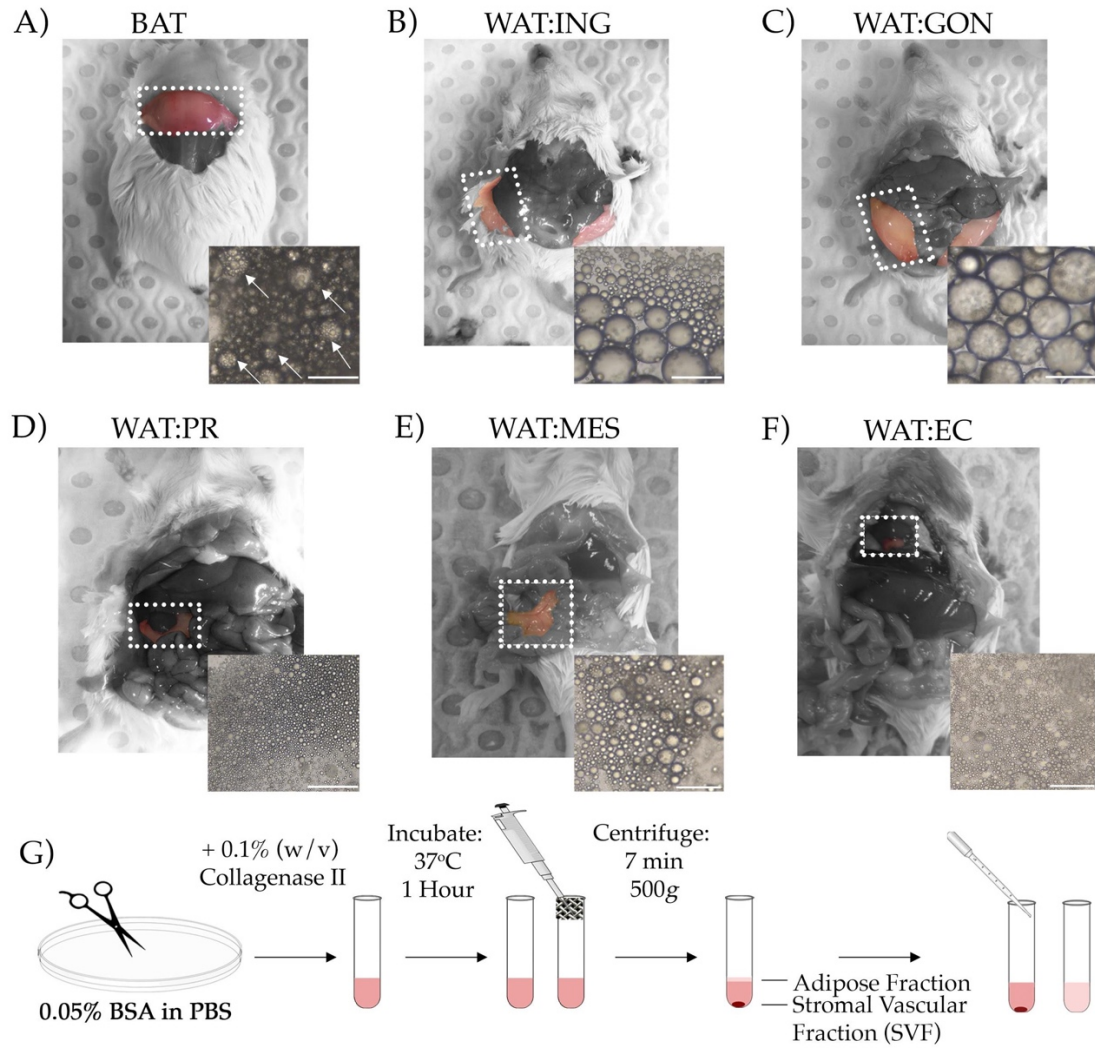 A)
BAT
B)
WAT:ING
C)
WAT:GON
D)
WAT:PR
E)
WAT:MES
F)
WAT:EC
G)
+ 0.1% (w/v)
Collagenase II
Incubate:
37°C
1 Hour
Centrifuge:
7 min
500g
0.05% BSA in PBS
Adipose Fraction
Stromal Vascular
Fraction (SVF)